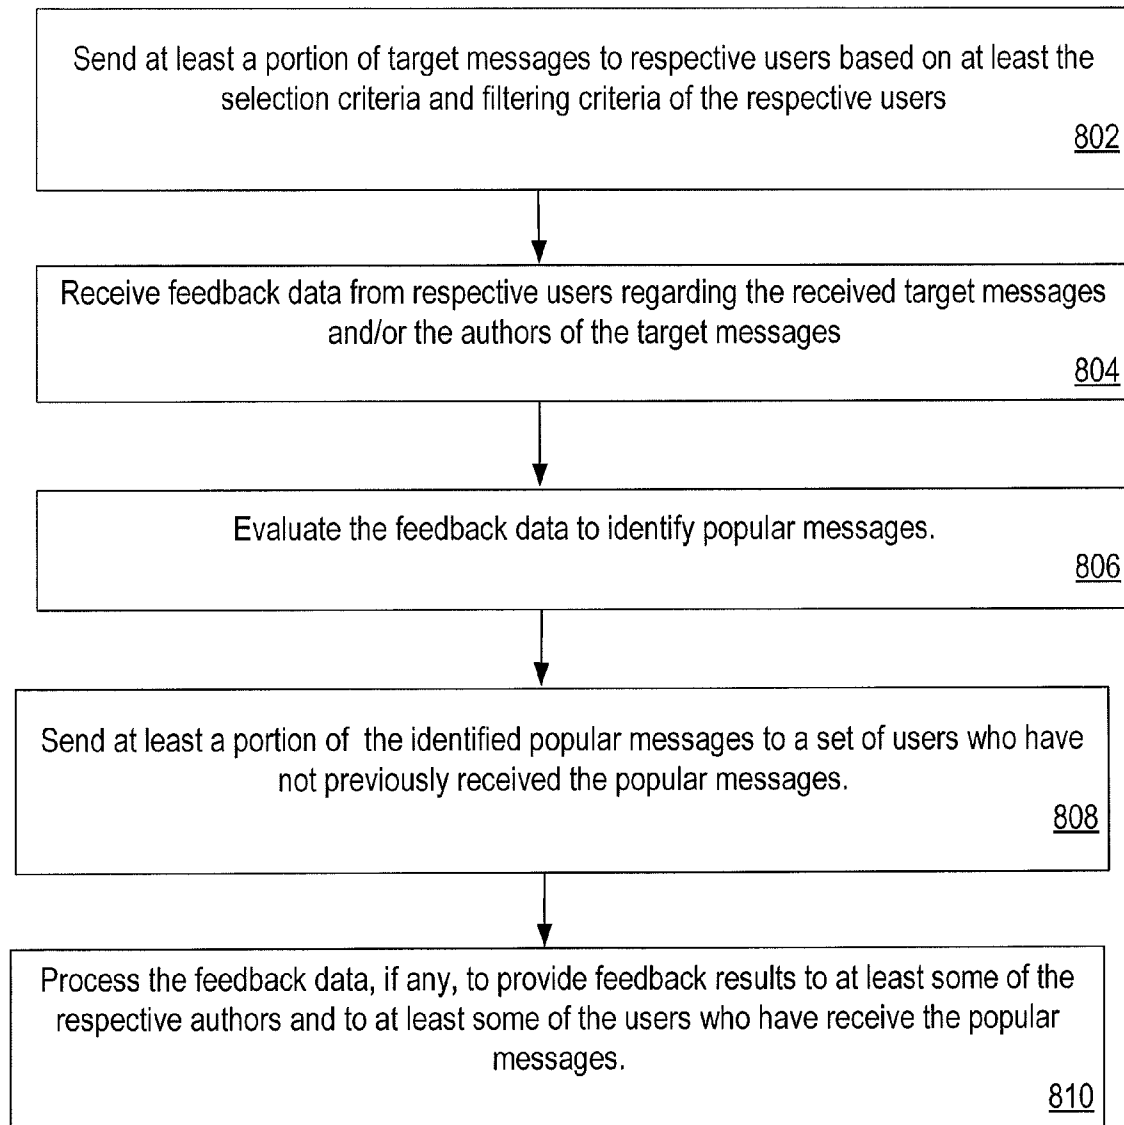 Send at least a portion of target messages to respective users based on at least the
selection criteria and filtering criteria of the respective users
802
Receive feedback data from respective users regarding the received target messages
and/or the authors of the target messages
804
Evaluate the feedback data to identify popular messages.
806
Send at least a portion of the identified popular messages to a set of users who have
not previously received the popular messages.
808
Process the feedback data, if any, to provide feedback results to at least some of the
respective authors and to at least some of the users who have receive the popular
messages.
810